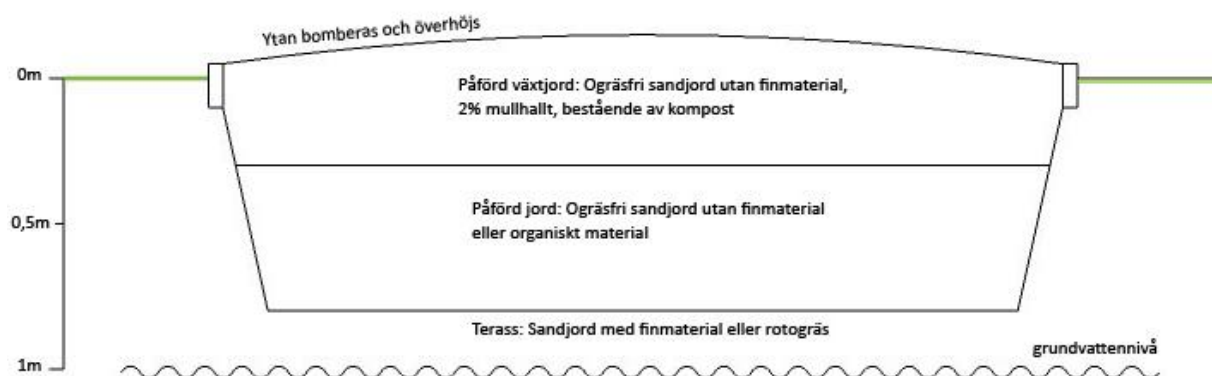 Ytan bomberas och överhöjs
0m
Påförd växtjord: Ogräsfri sandjord utan finmaterial,
2% mullhallt, bestående av kompost
Påförd jord: Ogräsfri sandjord utan finmaterial
eller organiskt material
0,5m
Terass: Sandjord med finmaterial eller rotogräs
grundvattennivå
1m